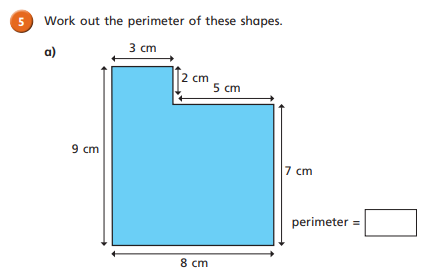 5 Work out the perimeter of these shapes.
a)
3 cm
2 cm
5 cm
9 cm
7 cm
perimeter =
8 cm